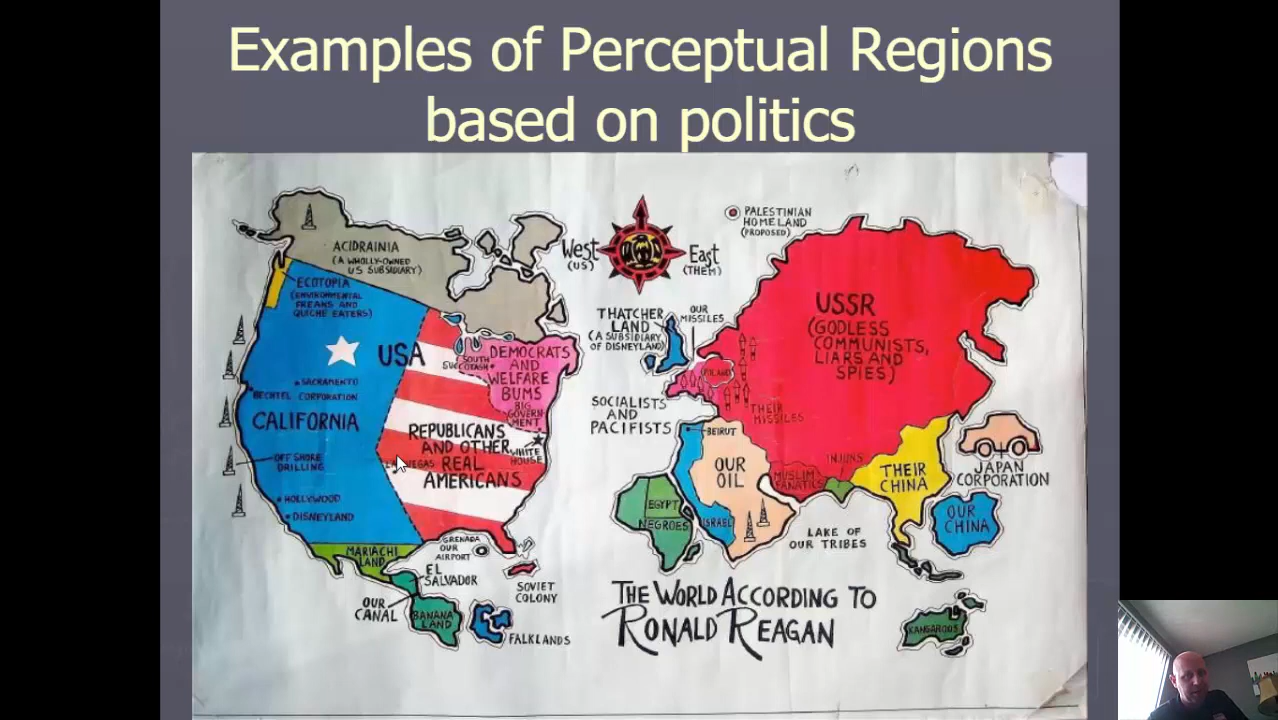 Examples of Perceptual Regions
based on politics
ACIDRAINIA
(A WHOLLY-OWNED
US SUBSIDIARY)
ECOTOPIA
(ENVIRONMENTAL
FREAKS AND
QUICHE EATERS)
USA
SACRAMENTO
BECHTEL CORPORATION
CALIFORNIA
OFF SHORE
DRILLING
HOLLYWOOD
DISNEYLAND
SOUTH
SUCCOTASH
DEMOCRATS
AND
WELFARE
BUMS
BIG
GOVERN-
MENT
REPUBLICANS
AND OTHER
REAL
AMERICANS
WHITE
HOUSE
VEGAS
MARIACHI
LAND
GRENADA
OUR
AIRPORT
EL
SALVADOR
SOVIET
COLONY
OUR
CANAL
BANANA
LAND
FALKLANDS
West
(US)
East
(THEM)
PALESTINIAN
HOMELAND
(PROPOSED)
THATCHER
LAND
(A SUBSIDIARY
OF DISNEYLAND)
OUR
MISSILES
USSR
(GODLESS
COMMUNISTS,
LIARS AND
SPIES)
POLAND
THEIR
MISSILES
SOCIALISTS
AND
PACIFISTS
BEIRUT
OUR
OIL
EGYPT
NEGROES
ISRAEL
MUSLIM
FANATICS
INJUNS
THEIR
CHINA
JAPAN
CORPORATION
OUR
CHINA
LAKE OF
OUR TRIBES
KANGAROOS
THE WORLD ACCORDING TO
RONALD REAGAN